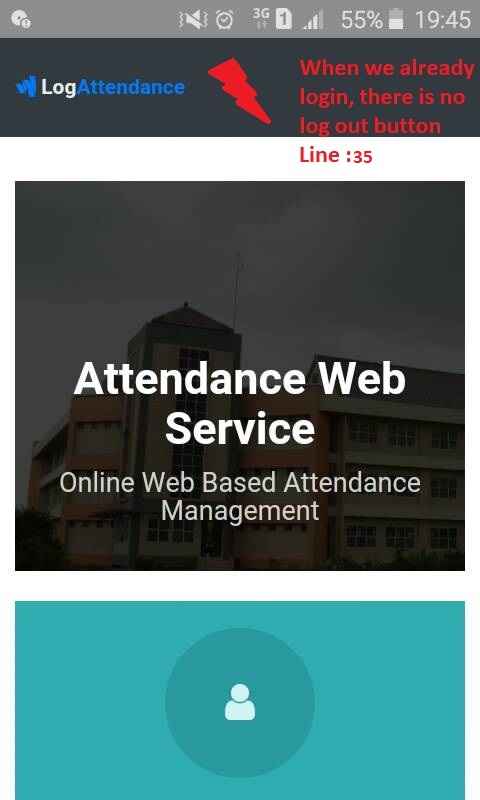 3G 1 55% 19:45
LogAttendance
When we already
login, there is no
log out button
Line :35
Attendance Web
Service
Online Web Based Attendance
Management